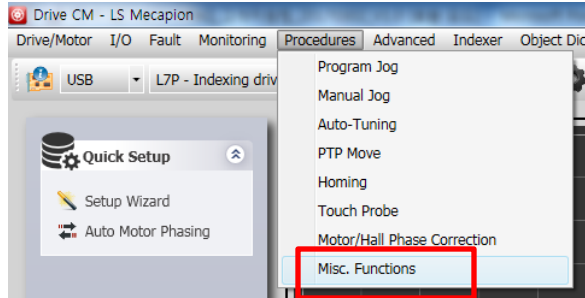 Drive CM - LS Mecapion
Drive/Motor I/O Fault Monitoring Procedures Advanced Indexer Object Dic
USB L7P - Indexing driv
Program Jog
Manual Jog
Auto-Tuning
PTP Move
Homing
Touch Probe
Motor/Hall Phase Correction
Misc. Functions
Quick Setup
Setup Wizard
Auto Motor Phasing